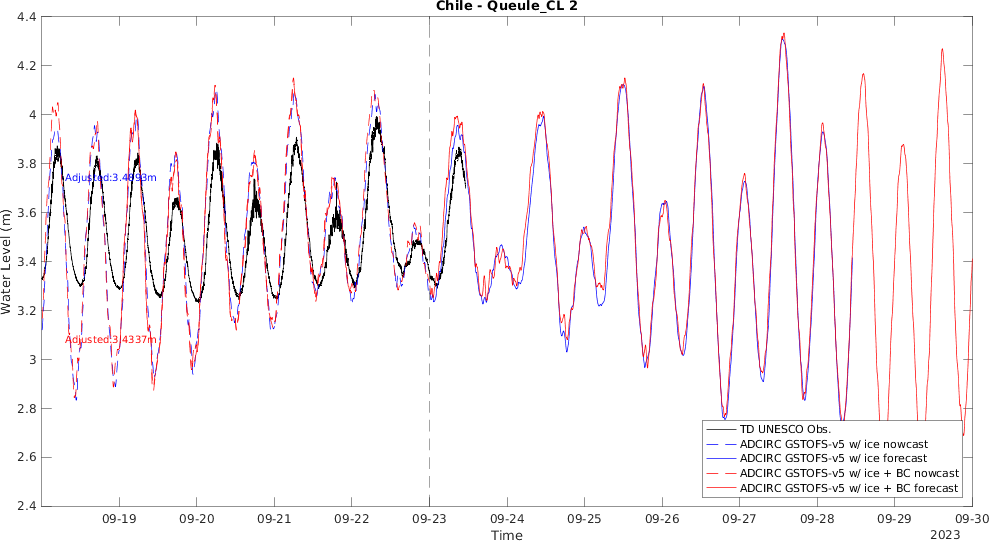 Chile - Queule_CL 2
4.4
4.2
4
3.8
3.6
3.4
3.2
3
2.8
2.6
2.4
Water Level (m)
Adjusted:3.4893m
Adjusted:3.4337m
TD UNESCO Obs.
ADCIRC GSTOFS-v5 w/ ice nowcast
ADCIRC GSTOFS-v5 w/ ice forecast
ADCIRC GSTOFS-v5 w/ ice + BC nowcast
ADCIRC GSTOFS-v5 w/ ice + BC forecast
09-19 09-20 09-21 09-22 09-23 09-24 09-25 09-26 09-27 09-28 09-29 09-30
Time
2023